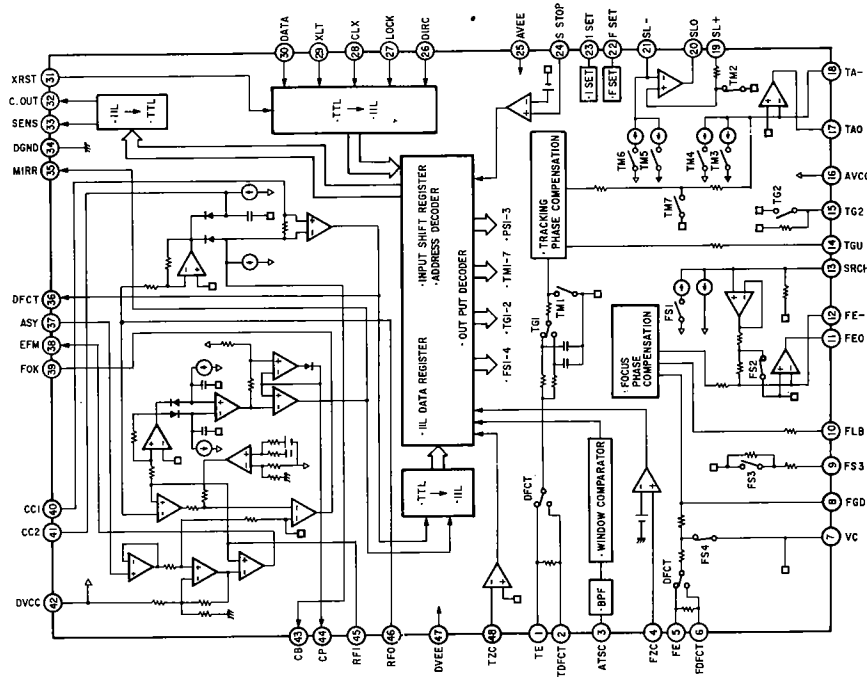 30 DATA
29 XLT
28 CLX
27 LOCK
26 DIRC
25 AVEE
24 S STOP
23 I SET
22 F SET
21 SL-
20 SLO
19 SL+
XRST 31
C.OUT 32
SENS 33
DGND 34
MIRR 35
DFCT 36
ASY 37
EFM 38
FOK 39
CC1 40
CC2 41
DVCC 42
·IIL → ·TTL
·TTL → ·IIL
·I SET
·F SET
TM2
TM6
TM5
TM4
TM3
TM7
TG2
18 TA-
17 TAO
16 AVCC
15 TG2
14 TGU
13 SRCH
12 FE-
11 FEO
10 FLB
9 FS3
8 FGD
7 VC
·IIL DATA REGISTER
·INPUT SHIFT REGISTER
·ADDRESS DECODER
·OUT PUT DECODER
·FSI-4
·TGI-2
·TMI-7
·PSI-3
·TRACKING PHASE COMPENSATION
TG1
TM1
FS1
FS2
·FOCUS PHASE COMPENSATION
FS3
FS4
·TTL → ·IIL
DFCT
·WINDOW COMPARATOR
·BPF
DFCT
CB 43
CP 44
RFI 45
RFO 46
DVEE 47
TZC 48
TE 1
TDFCT 2
ATSC 3
FZC 4
FE 5
FDFCT 6